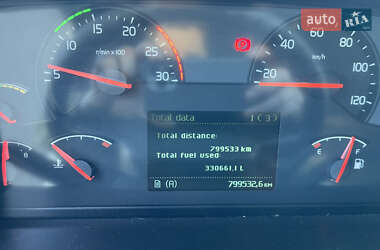 auto RIA
5 10 15 20 25 30
r/min x100
20 40 60 80 100 120
km/h
Total data 1(3)
Total distance:
799533 km
Total fuel used:
330661,1 L
(A) 799532,6 KM
E F